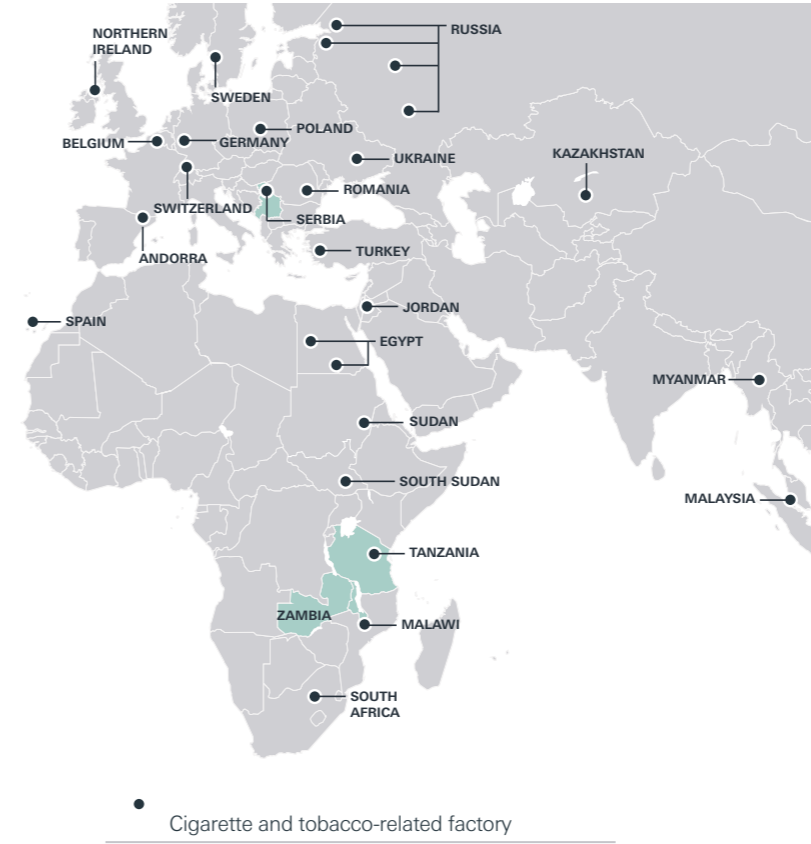 NORTHERN
IRELAND
RUSSIA
SWEDEN
BELGIUM
GERMANY
POLAND
UKRAINE
KAZAKHSTAN
SWITZERLAND
ROMANIA
SERBIA
ANDORRA
TURKEY
SPAIN
JORDAN
EGYPT
MYANMAR
SUDAN
SOUTH SUDAN
MALAYSIA
TANZANIA
ZAMBIA
MALAWI
SOUTH
AFRICA
Cigarette and tobacco-related factory